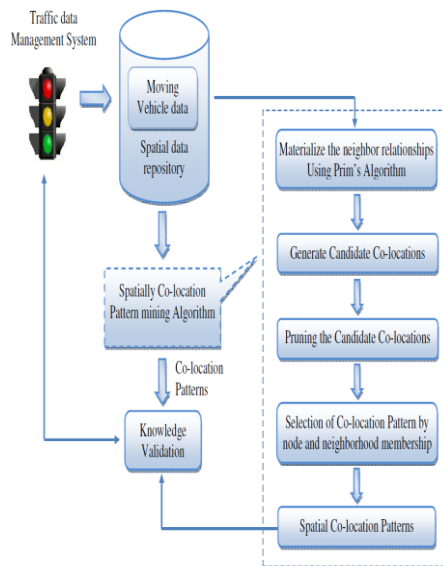 Traffic data
Management System
Moving
Vehicle data
Spatial data
repository
Materialize the neighbor relationships
Using Prim's Algorithm
Generate Candidate Co-locations
Spatially Co-location
Pattern mining Algorithm
Pruning the Candidate Co-locations
Co-location
Patterns
Selection of Co-location Pattern by
node and neighborhood membership
Knowledge
Validation
Spatial Co-location Patterns